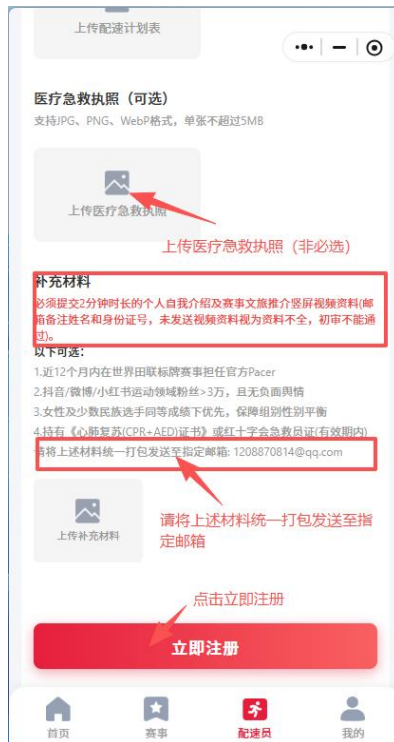 上传配速计划表
医疗急救执照（可选）
支持JPG、PNG、WebP格式，单张不超过5MB
上传医疗急救执照
上传医疗急救执照（非必选）
补充材料
必须提交2分钟时长的个人自我介绍及赛事文旅推介竖屏视频资料(邮
箱备注姓名和身份证号，未发送视频资料视为资料不全，初审不能通
过)。
以下可选：
1.近12个月内在世界田联标牌赛事担任官方Pacer
2.抖音/微博/小红书运动领域粉丝>3万，且无负面舆情
3.女性及少数民族选手同等成绩下优先，保障组别性别平衡
4.持有《心肺复苏(CPR+AED)证书》或红十字会急救员证(有效期内)
请将上述材料统一打包发送至指定邮箱: 1208870814@qq.com
上传补充材料
请将上述材料统一打包发送至指
定邮箱
点击立即注册
立即注册
首页
赛事
配速员
我的